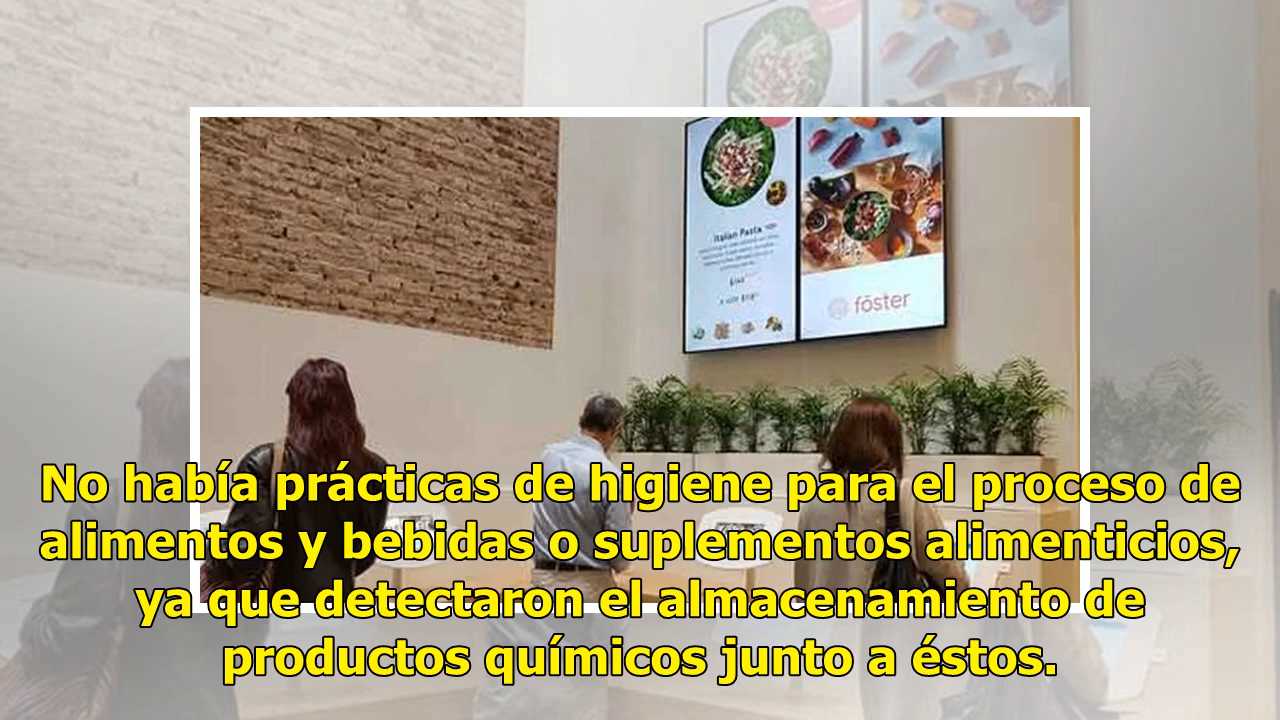 Italian Pasta
föster
No había prácticas de higiene para el proceso de
alimentos y bebidas o suplementos alimenticios,
ya que detectaron el almacenamiento de
productos químicos junto a éstos.